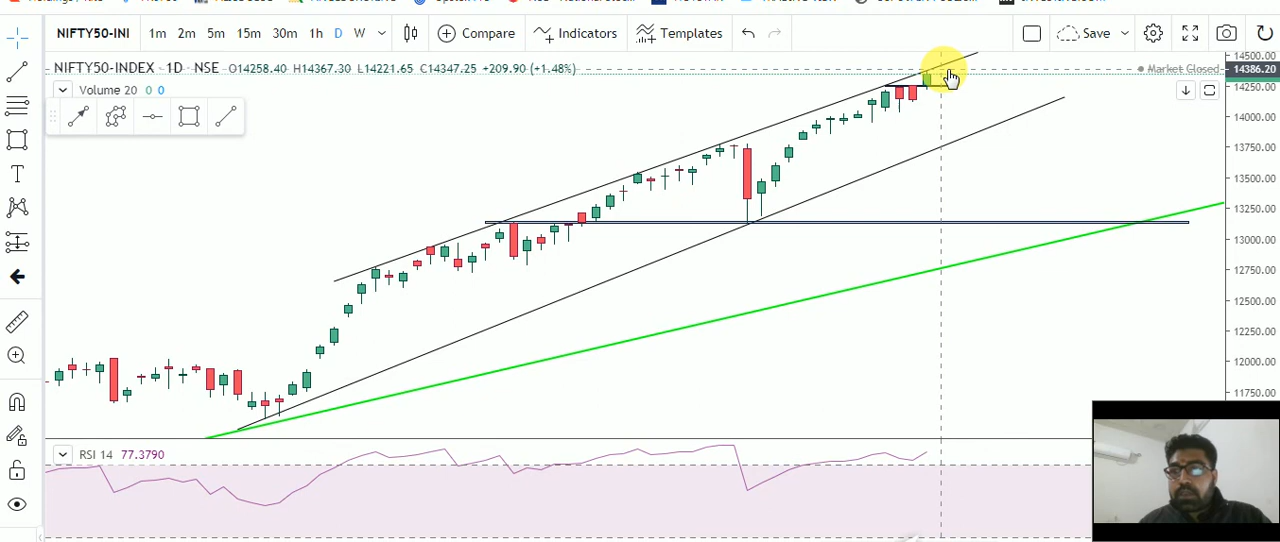 NIFTY50-INI 1m 2m 5m 15m 30m 1h D W Compare Indicators Templates Save
NIFTY50-INDEX · 1D · NSE O14258.40 H14367.30 L14221.65 C14347.25 +209.90 (+1.48%)
Market Closed
Volume 20 0 0
14500.00
14386.20
14250.00
14000.00
13750.00
13500.00
13250.00
13000.00
12750.00
12500.00
12250.00
12000.00
11750.00
RSI 14 77.3790